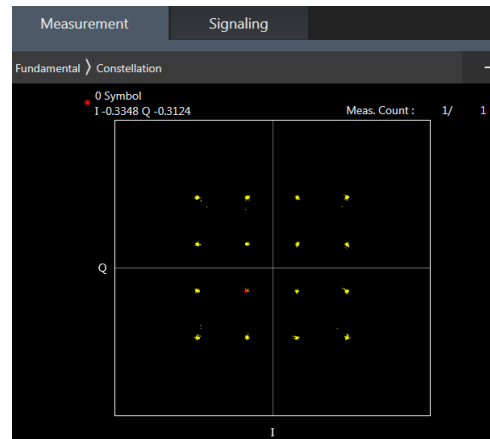 Measurement Signaling
Fundamental 〉 Constellation
0 Symbol
I -0.3348 Q -0.3124 Meas. Count : 1/ 1
Q
I